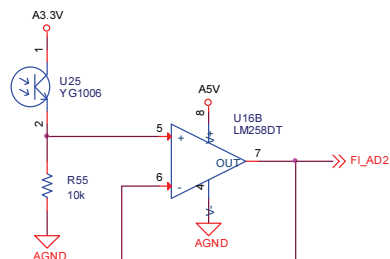 A3.3V
1
U25
YG1006
2
A5V
8
U16B
LM258DT
5
+
V+
OUT
7
FI_AD2
6
-
4
V-
R55
10k
AGND
AGND